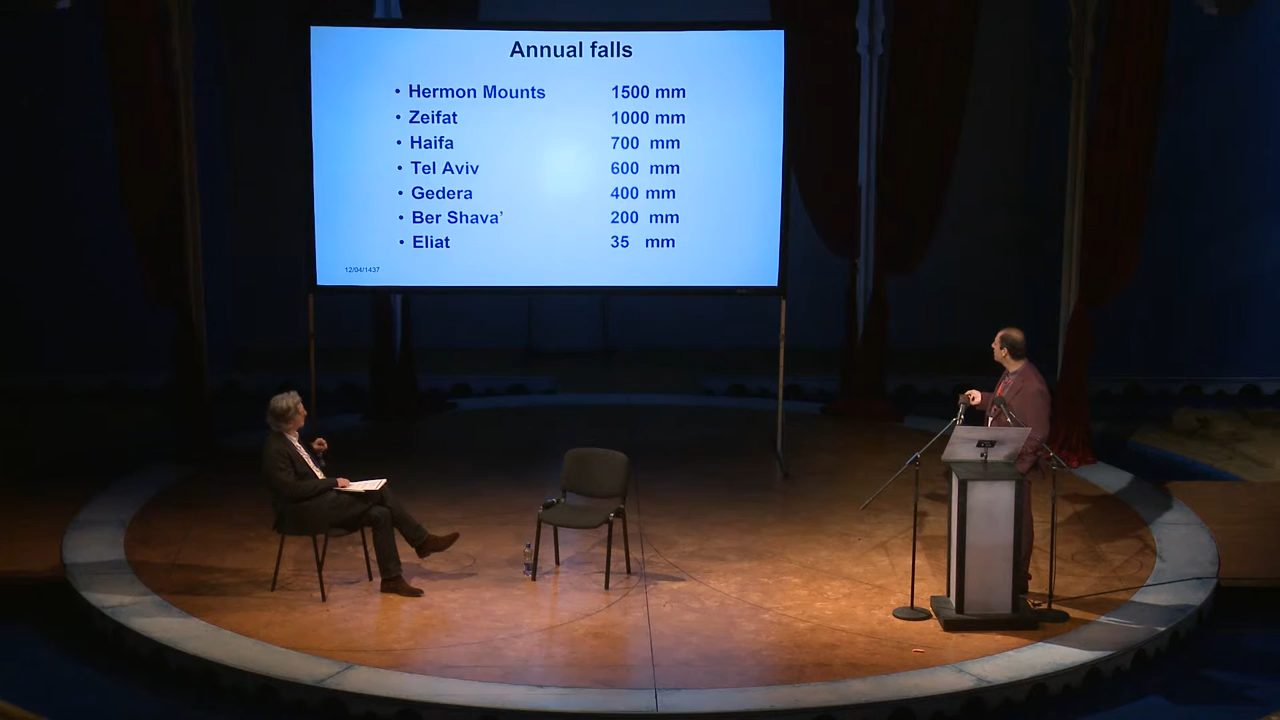 Annual falls
• Hermon Mounts 1500 mm
• Zeifat 1000 mm
• Haifa 700 mm
• Tel Aviv 600 mm
• Gedera 400 mm
• Ber Shava' 200 mm
• Eliat 35 mm
12/04/1437